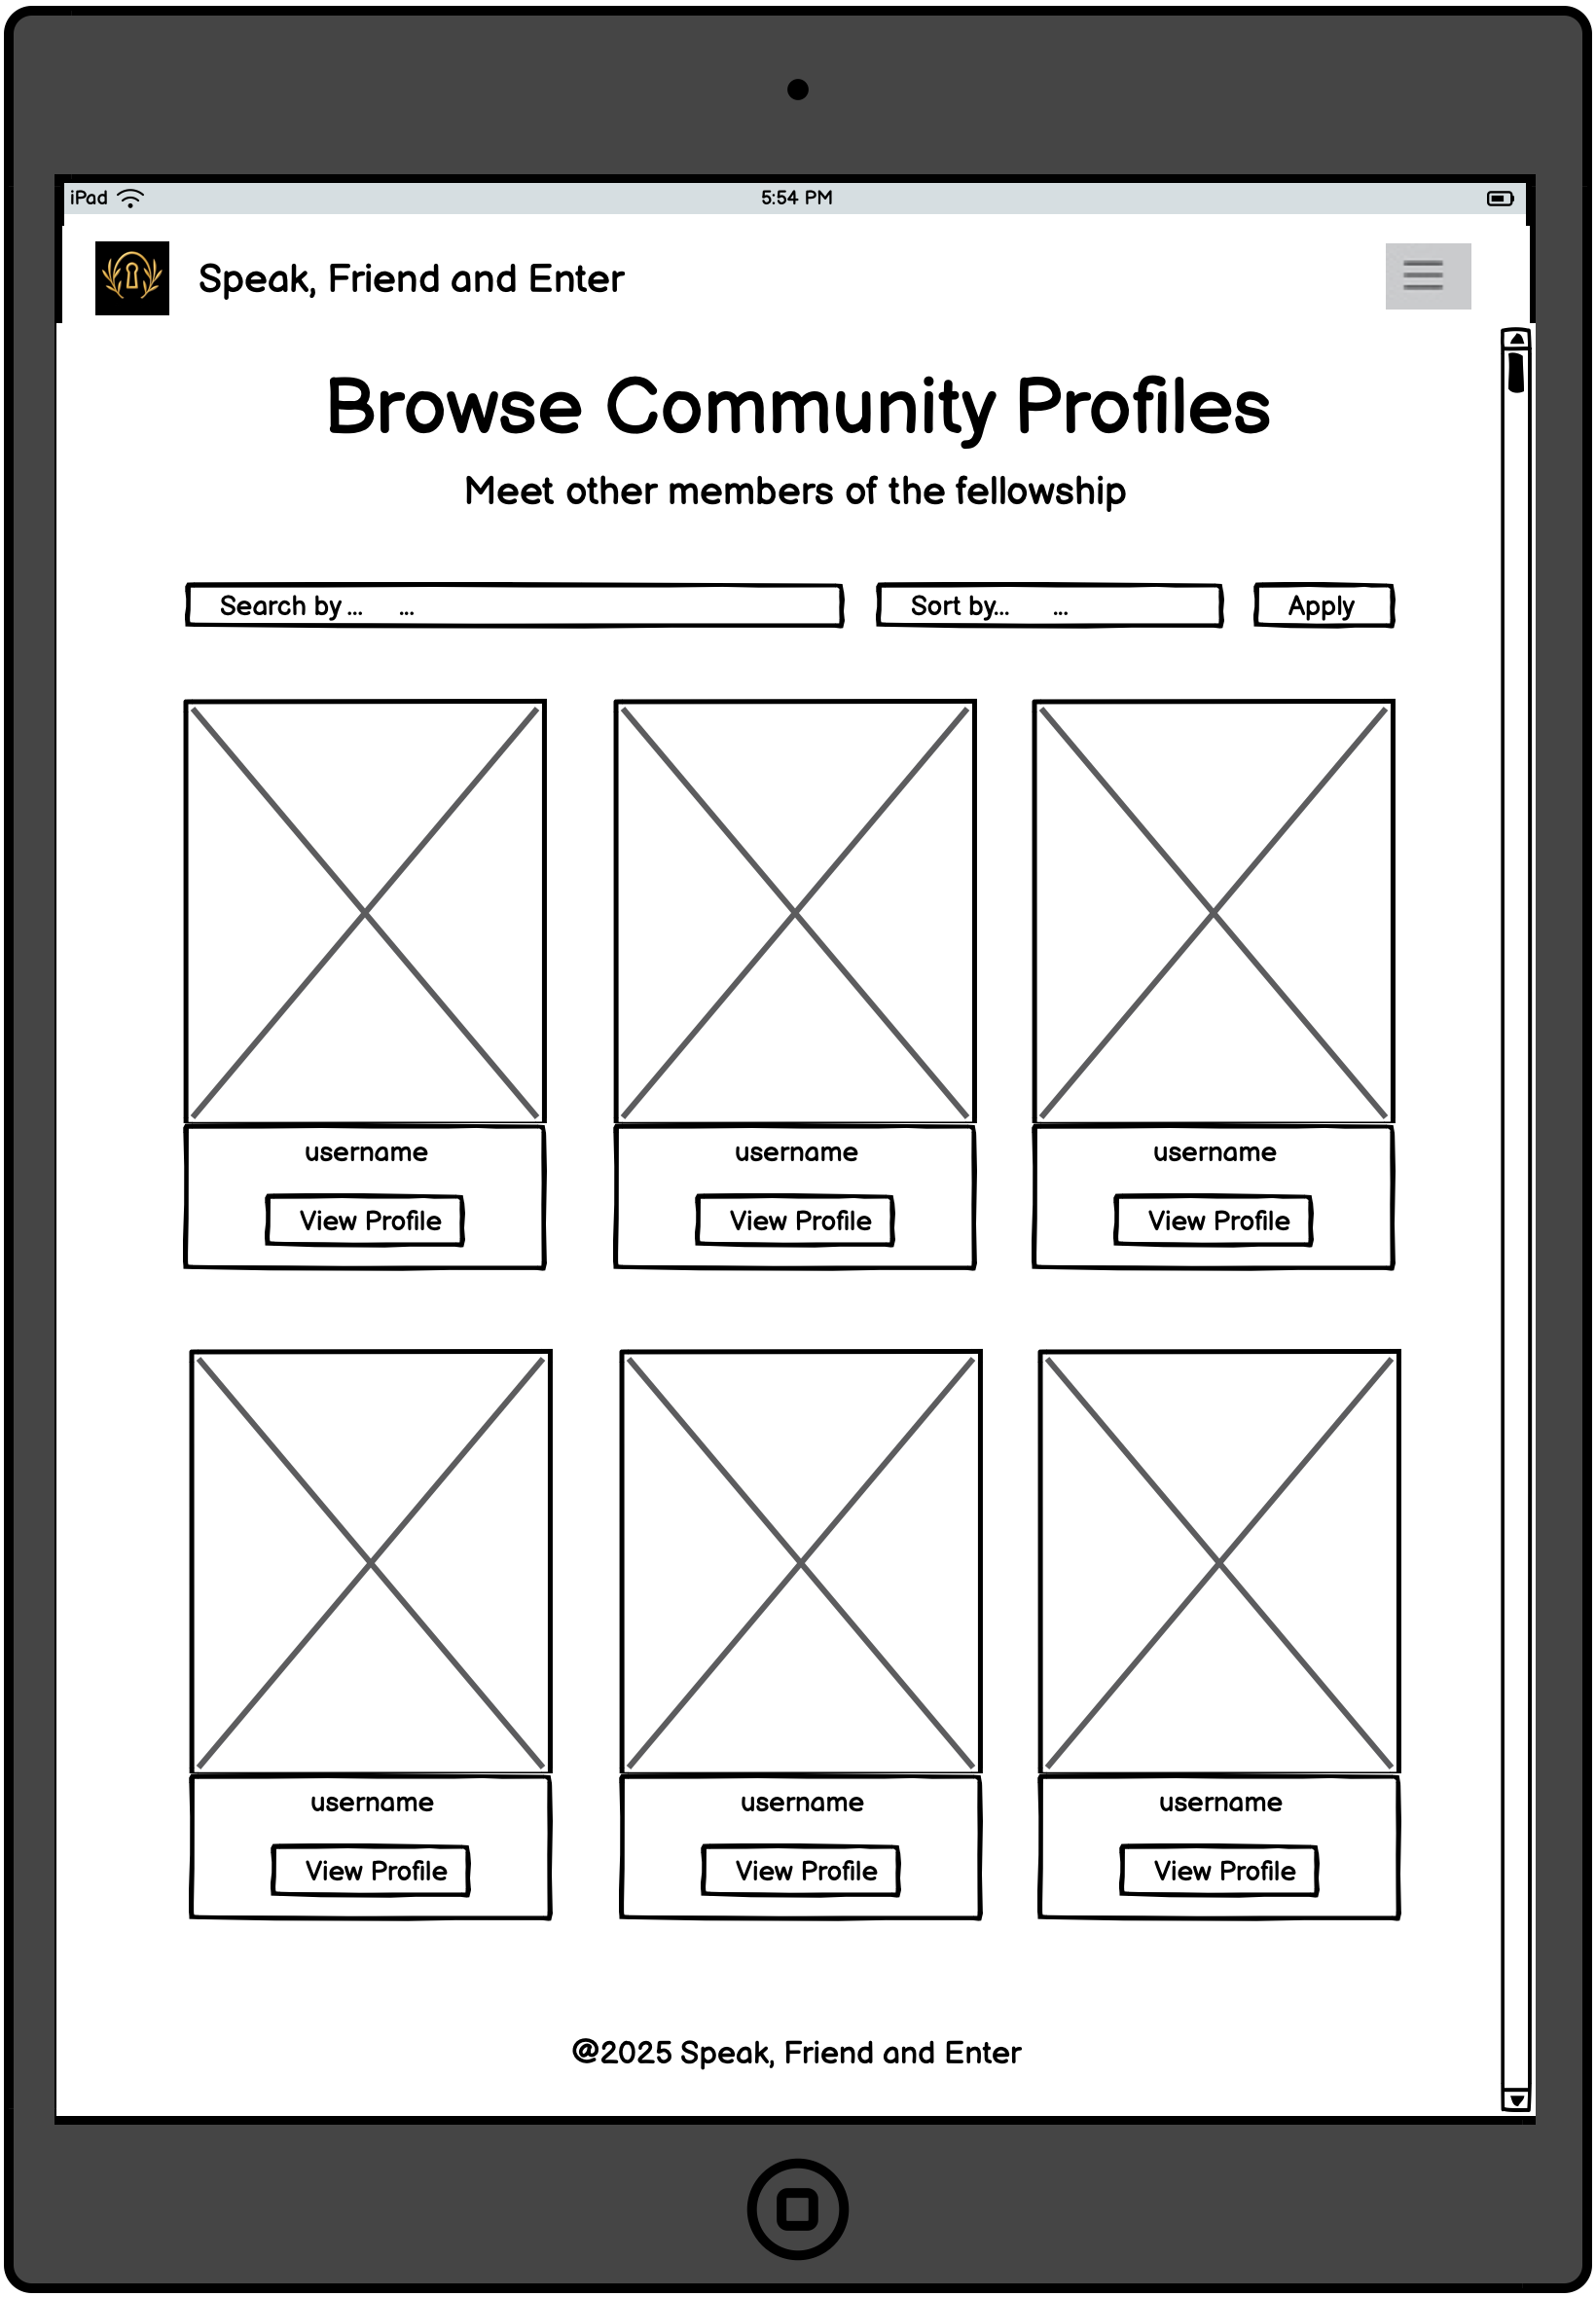 iPad 5:54 PM
Speak, Friend and Enter
Browse Community Profiles
Meet other members of the fellowship
Search by ... ... Sort by... ... Apply
username username username
View Profile View Profile View Profile
username username username
View Profile View Profile View Profile
@2025 Speak, Friend and Enter